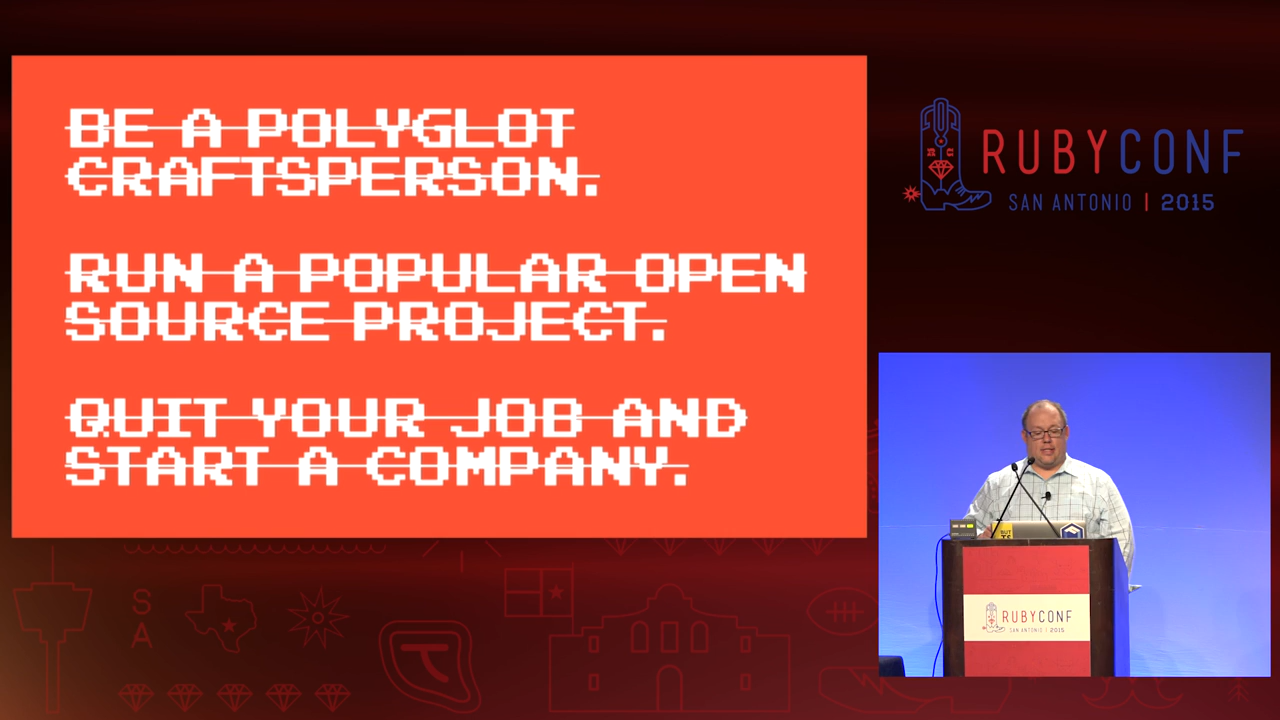 BE A POLYGLOT
CRAFTSPERSON.
RUN A POPULAR OPEN
SOURCE PROJECT.
QUIT YOUR JOB AND
START A COMPANY.
RUBYCONF
SAN ANTONIO | 2015
RUBYCONF
SAN ANTONIO | 2015
S
A